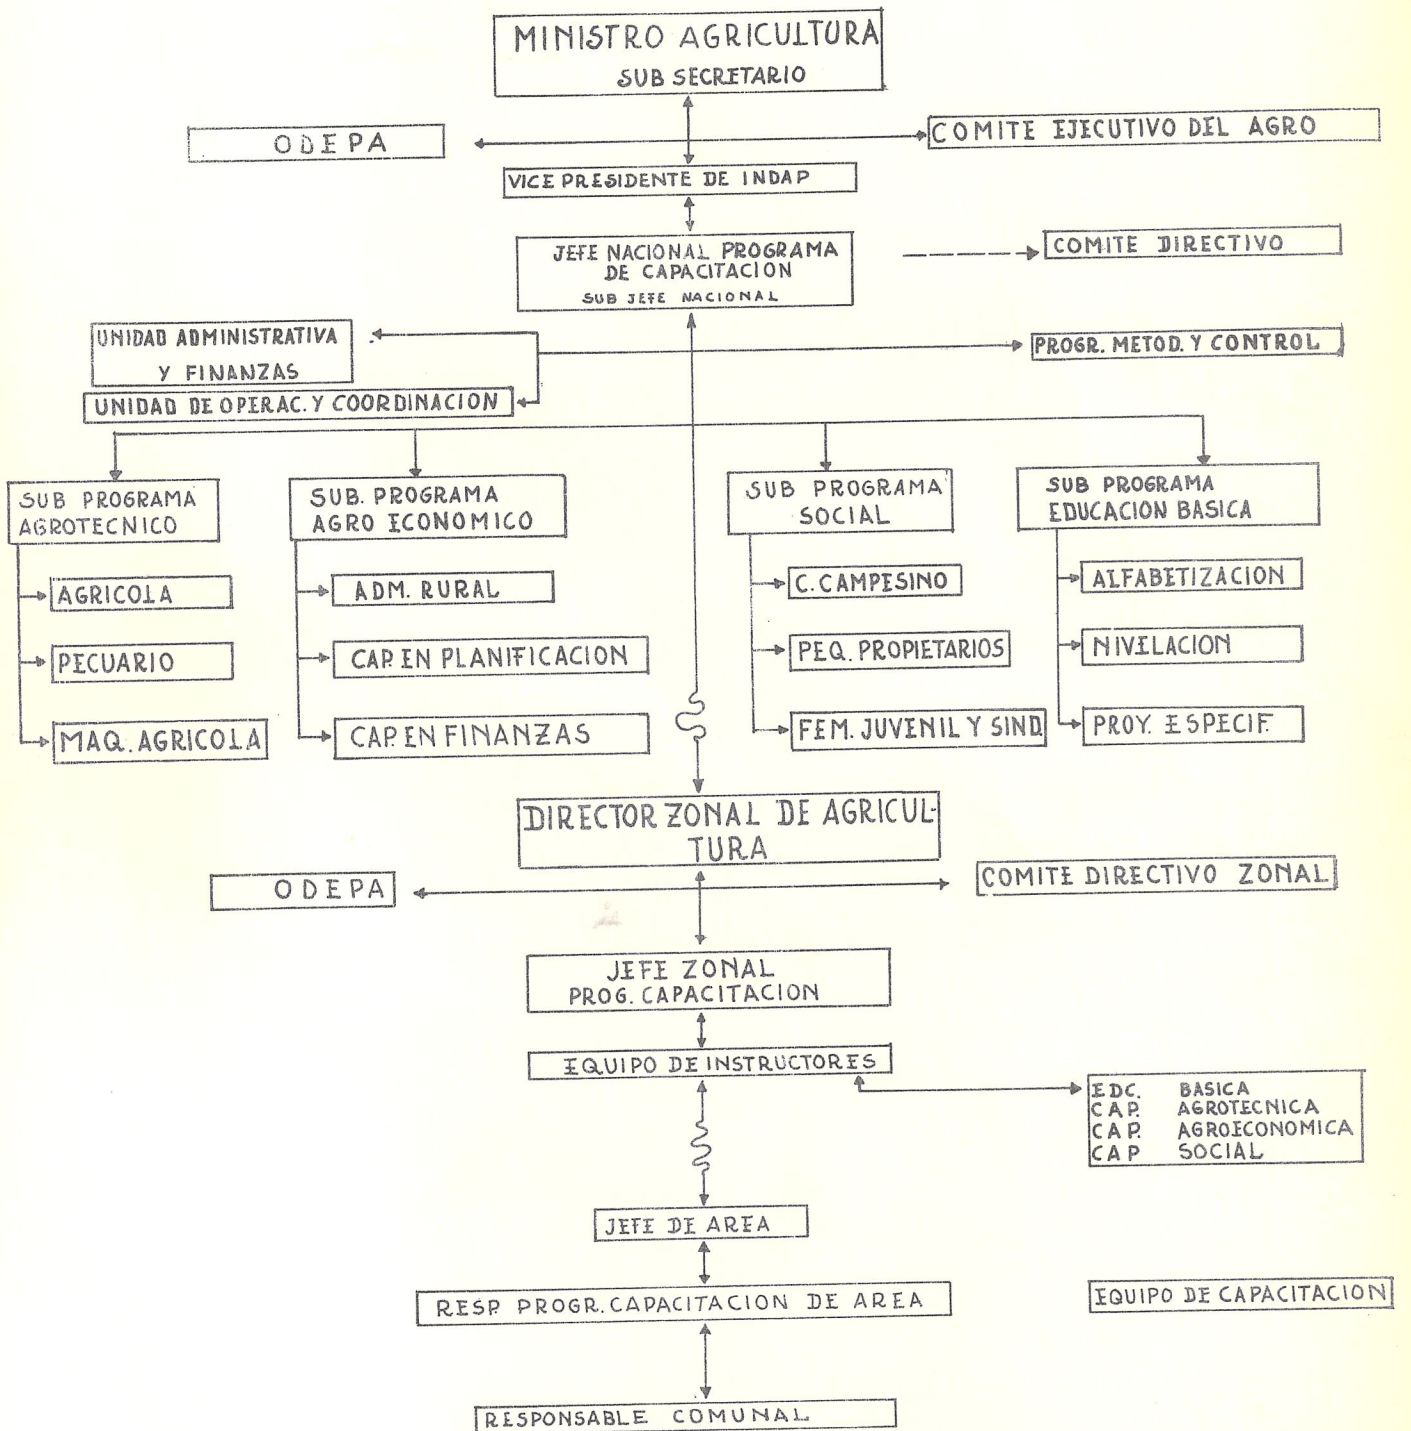 MINISTRO AGRICULTURA
SUB SECRETARIO
ODEPA
COMITE EJECUTIVO DEL AGRO
VICE PRESIDENTE DE INDAP
JEFE NACIONAL PROGRAMA
DE CAPACITACION
SUB JEFE NACIONAL
COMITE DIRECTIVO
UNIDAD ADMINISTRATIVA
Y FINANZAS
PROGR. METOD. Y CONTROL
UNIDAD DE OPERAC. Y COORDINACION
SUB PROGRAMA
AGROTECNICO
AGRICOLA
PECUARIO
MAQ. AGRICOLA
SUB. PROGRAMA
AGRO ECONOMICO
ADM. RURAL
CAP. EN PLANIFICACION
CAP. EN FINANZAS
SUB PROGRAMA
SOCIAL
C. CAMPESINO
PEQ. PROPIETARIOS
FEM. JUVENIL Y SIND.
SUB PROGRAMA
EDUCACION BASICA
ALFABETIZACION
NIVELACION
PROY. ESPECIF.
DIRECTOR ZONAL DE AGRICUL-
TURA
ODEPA
COMITE DIRECTIVO ZONAL
JEFE ZONAL
PROG. CAPACITACION
EQUIPO DE INSTRUCTORES
EDC. BASICA
CAP. AGROTECNICA
CAP. AGROECONOMICA
CAP SOCIAL
JEFE DE AREA
RESP. PROGR. CAPACITACION DE AREA
EQUIPO DE CAPACITACION
RESPONSABLE COMUNAL